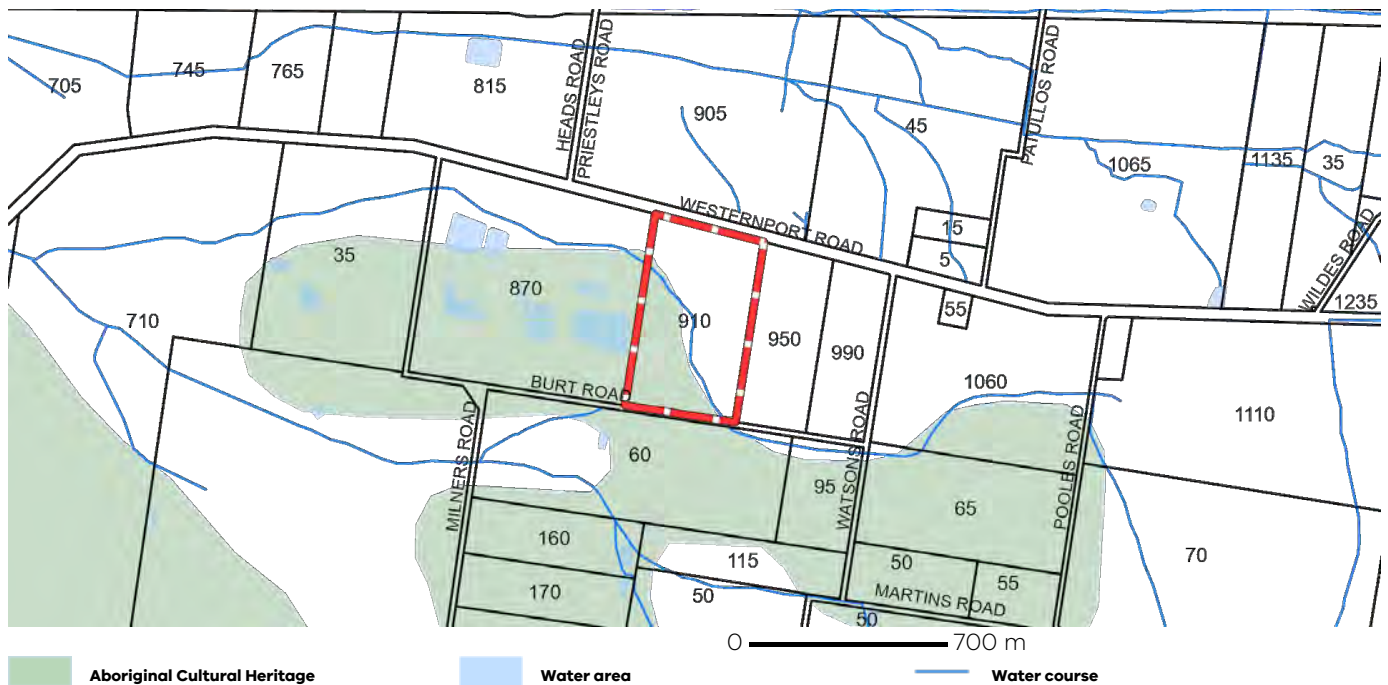 705
745
765
815
HEADS ROAD
PRIESTLEYS ROAD
905
45
PATULLOS ROAD
1065
1135
35
WESTERNPORT ROAD
15
5
WILDES ROAD
1235
35
870
710
910
950
990
55
1060
1110
BURT ROAD
MILNERS ROAD
60
95
WATSONS ROAD
65
POOLES ROAD
160
115
50
55
70
170
50
MARTINS ROAD
50
0 700 m
Aboriginal Cultural Heritage
Water area
Water course